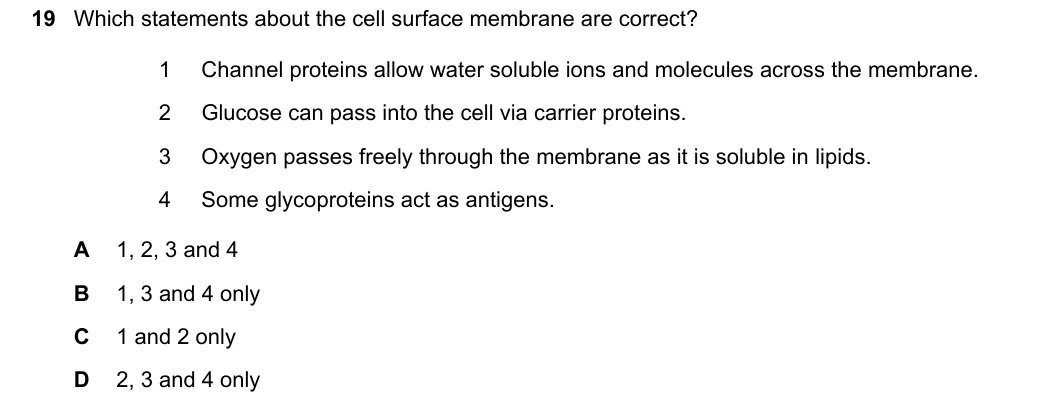 19 Which statements about the cell surface membrane are correct?
1 Channel proteins allow water soluble ions and molecules across the membrane.
2 Glucose can pass into the cell via carrier proteins.
3 Oxygen passes freely through the membrane as it is soluble in lipids.
4 Some glycoproteins act as antigens.
A 1, 2, 3 and 4
B 1, 3 and 4 only
C 1 and 2 only
D 2, 3 and 4 only